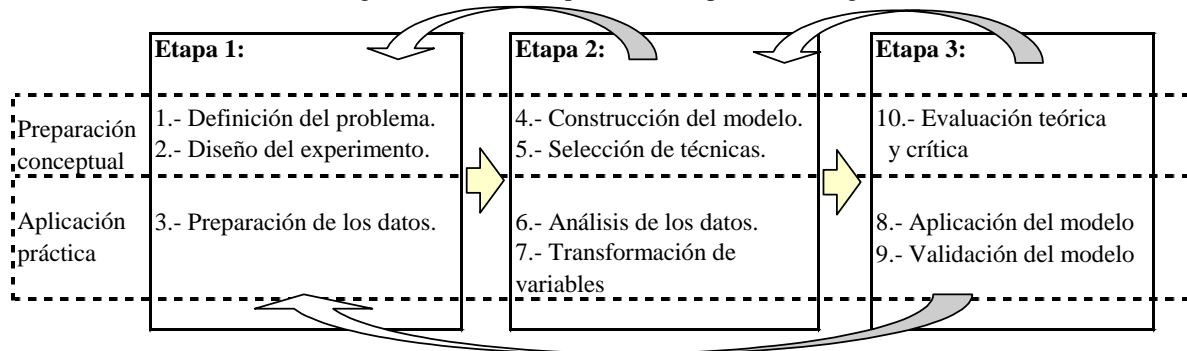 Etapa 1:
Etapa 2:
Etapa 3:
Preparación
conceptual
1.- Definición del problema.
2.- Diseño del experimento.
4.- Construcción del modelo.
5.- Selección de técnicas.
10.- Evaluación teórica
y crítica
Aplicación
práctica
3.- Preparación de los datos.
6.- Análisis de los datos.
7.- Transformación de
variables
8.- Aplicación del modelo
9.- Validación del modelo